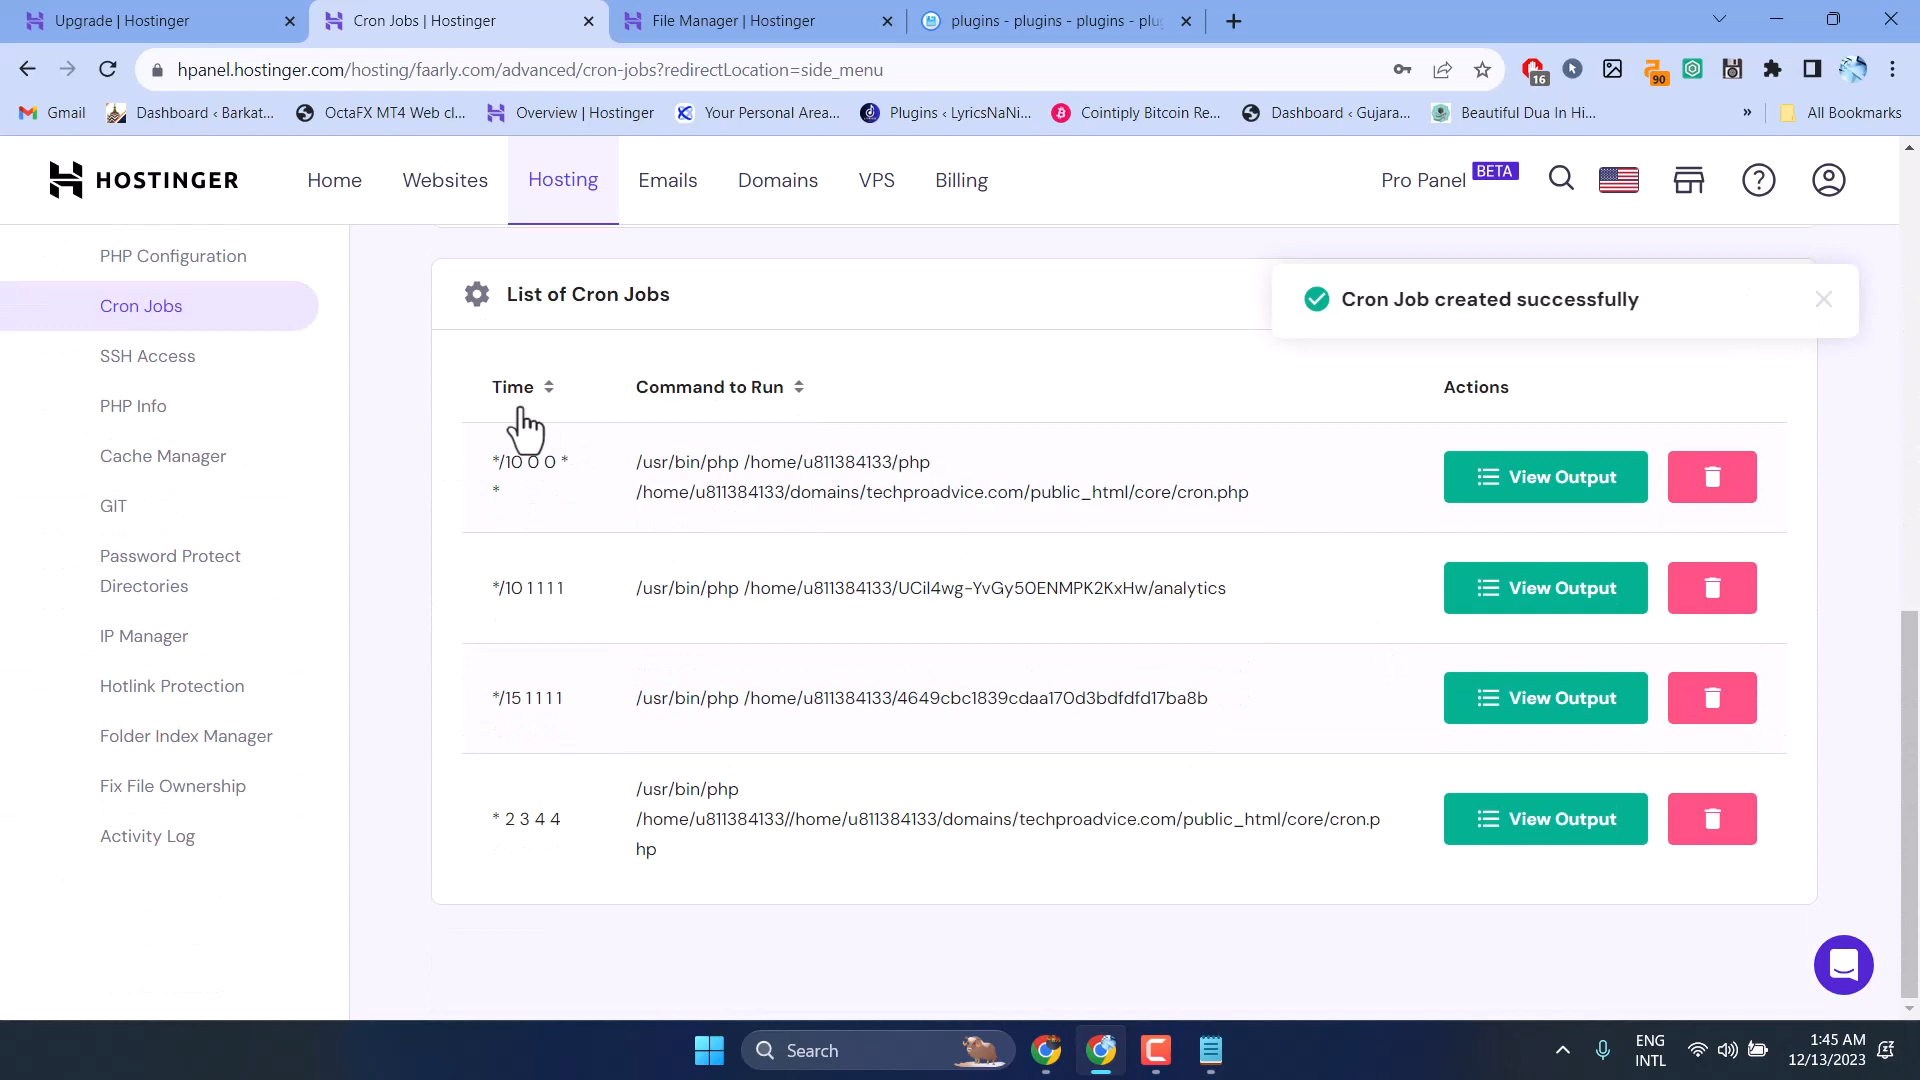 Upgrade | Hostinger
Cron Jobs | Hostinger
File Manager | Hostinger
plugins - plugins - plugins - plu
hpanel.hostinger.com/hosting/faarly.com/advanced/cron-jobs?redirectLocation=side_menu
16
90
Gmail
Dashboard ‹ Barkat...
OctaFX MT4 Web cl...
Overview | Hostinger
Your Personal Area...
Plugins ‹ LyricsNaNi...
Cointiply Bitcoin Re...
Dashboard ‹ Gujara...
Beautiful Dua In Hi...
»
All Bookmarks
HOSTINGER
Home
Websites
Hosting
Emails
Domains
VPS
Billing
Pro Panel BETA
PHP Configuration
Cron Jobs
SSH Access
PHP Info
Cache Manager
GIT
Password Protect
Directories
IP Manager
Hotlink Protection
Folder Index Manager
Fix File Ownership
Activity Log
List of Cron Jobs
Cron Job created successfully
Time
Command to Run
Actions
*/10 0 0 *
*
/usr/bin/php /home/u811384133/php
/home/u811384133/domains/techproadvice.com/public_html/core/cron.php
View Output
*/10 1 1 1 1
/usr/bin/php /home/u811384133/UCil4wg-YvGy50ENMPK2KxHw/analytics
View Output
*/15 1 1 1 1
/usr/bin/php /home/u811384133/4649cbc1839cdaa170d3bdfdfd17ba8b
View Output
* 2 3 4 4
/usr/bin/php
/home/u811384133//home/u811384133/domains/techproadvice.com/public_html/core/cron.p
hp
View Output
Search
ENG
INTL
1:45 AM
12/13/2023